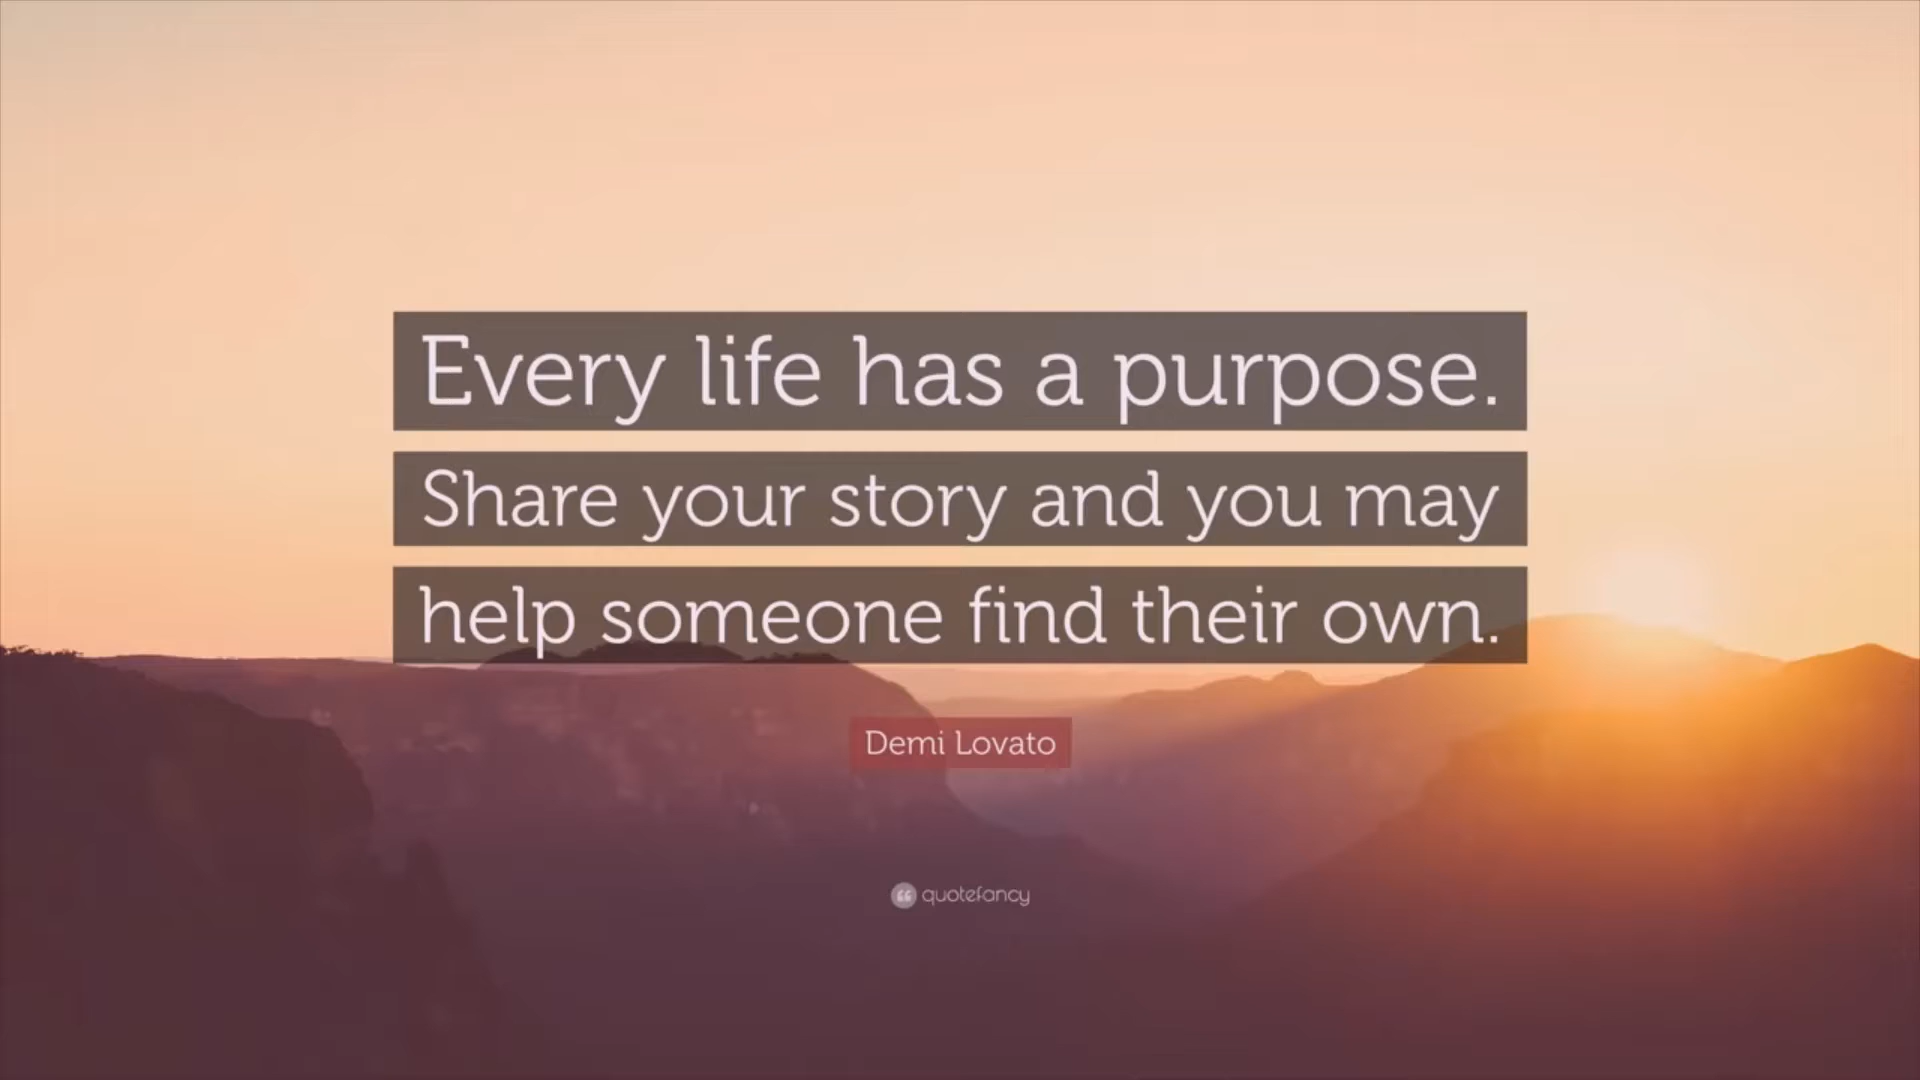 Every life has a purpose.
Share your story and you may
help someone find their own.
Demi Lovato
quotefancy